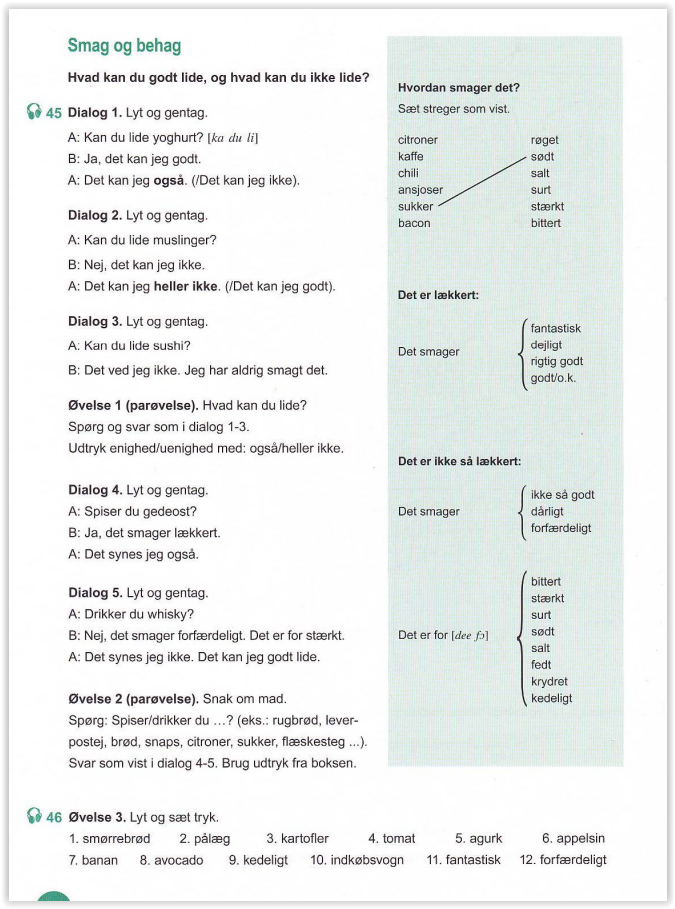 Smag og behag
Hvad kan du godt lide, og hvad kan du ikke lide?
45 Dialog 1. Lyt og gentag.
A: Kan du lide yoghurt? [ka du li]
B: Ja, det kan jeg godt.
A: Det kan jeg også. (/Det kan jeg ikke).
Dialog 2. Lyt og gentag.
A: Kan du lide muslinger?
B: Nej, det kan jeg ikke.
A: Det kan jeg heller ikke. (/Det kan jeg godt).
Dialog 3. Lyt og gentag.
A: Kan du lide sushi?
B: Det ved jeg ikke. Jeg har aldrig smagt det.
Øvelse 1 (parøvelse). Hvad kan du lide?
Spørg og svar som i dialog 1-3.
Udtryk enighed/uenighed med: også/heller ikke.
Dialog 4. Lyt og gentag.
A: Spiser du gedeost?
B: Ja, det smager lækkert.
A: Det synes jeg også.
Dialog 5. Lyt og gentag.
A: Drikker du whisky?
B: Nej, det smager forfærdeligt. Det er for stærkt.
A: Det synes jeg ikke. Det kan jeg godt lide.
Øvelse 2 (parøvelse). Snak om mad.
Spørg: Spiser/drikker du ...? (eks.: rugbrød, lever-
postej, brød, snaps, citroner, sukker, flæskesteg ...).
Svar som vist i dialog 4-5. Brug udtryk fra boksen.
Hvordan smager det?
Sæt streger som vist.
citroner røget
kaffe sødt
chili salt
ansjoser surt
sukker stærkt
bacon bittert
Det er lækkert:
Det smager
fantastisk
dejligt
rigtig godt
godt/o.k.
Det er ikke så lækkert:
Det smager
ikke så godt
dårligt
forfærdeligt
Det er for [dee fɔ]
bittert
stærkt
surt
sødt
salt
fedt
krydret
kedeligt
46 Øvelse 3. Lyt og sæt tryk.
1. smørrebrød 2. pålæg 3. kartofler 4. tomat 5. agurk 6. appelsin
7. banan 8. avocado 9. kedeligt 10. indkøbsvogn 11. fantastisk 12. forfærdeligt